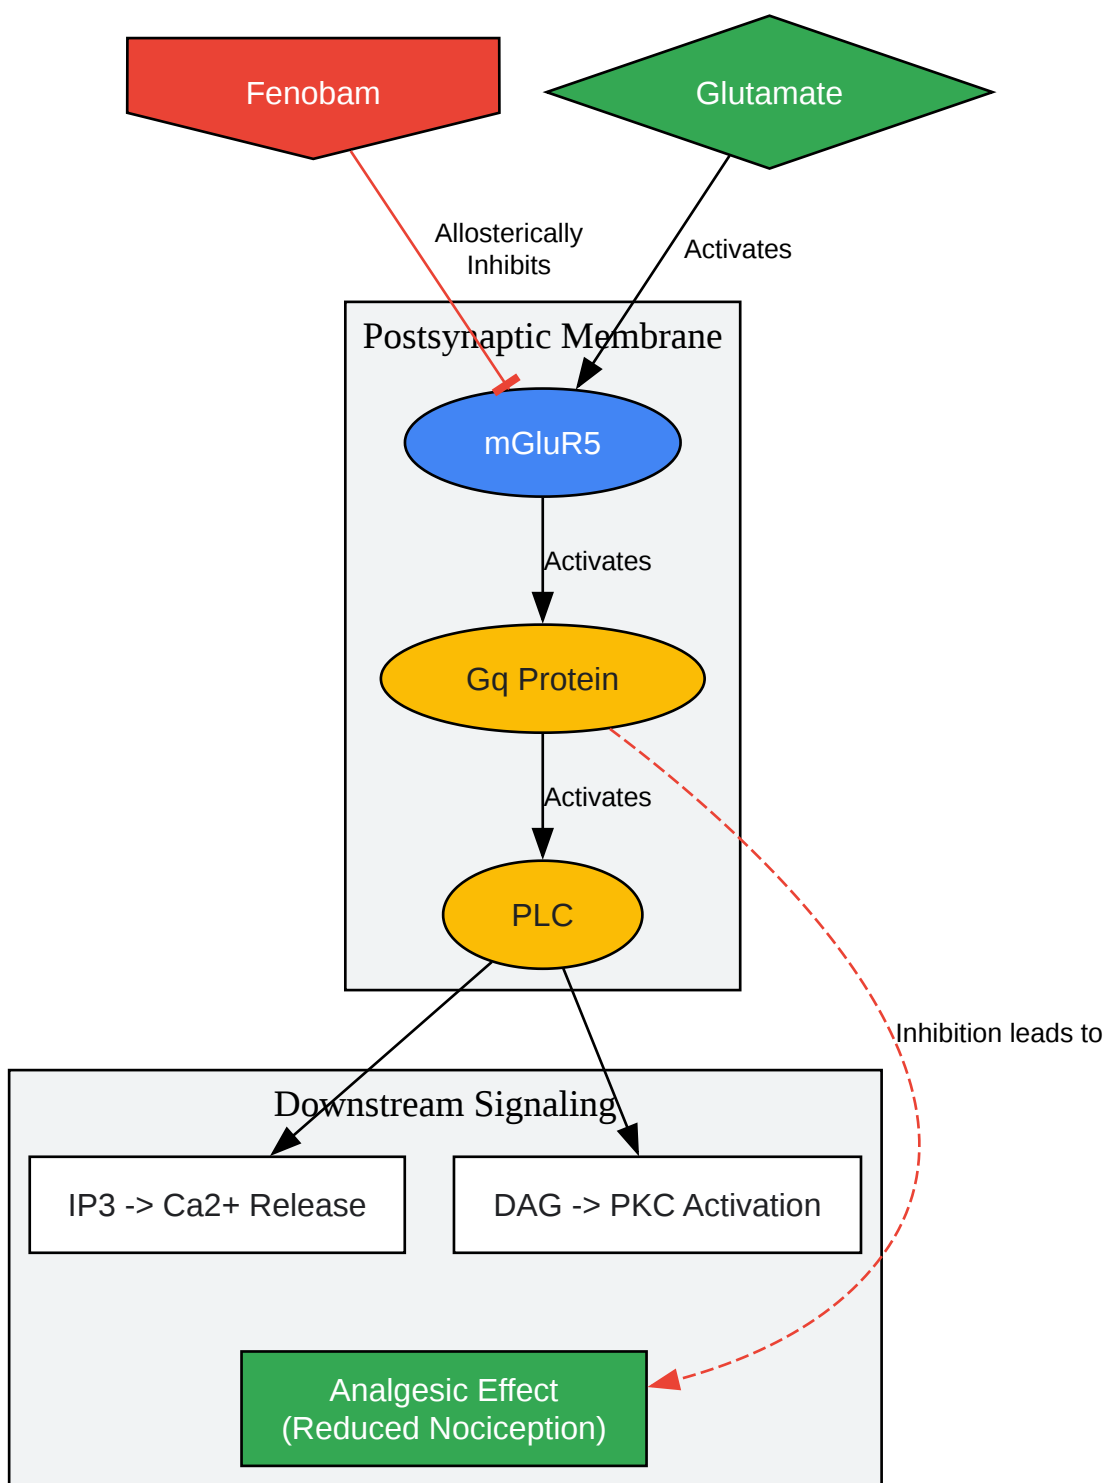 Fenobam
Glutamate
Allosterically
Inhibits
Activates
Postsynaptic Membrane
mGluR5
Activates
Gq Protein
Activates
PLC
Inhibition leads to
Downstream Signaling
IP3 -> Ca2+ Release
DAG -> PKC Activation
Analgesic Effect
(Reduced Nociception)